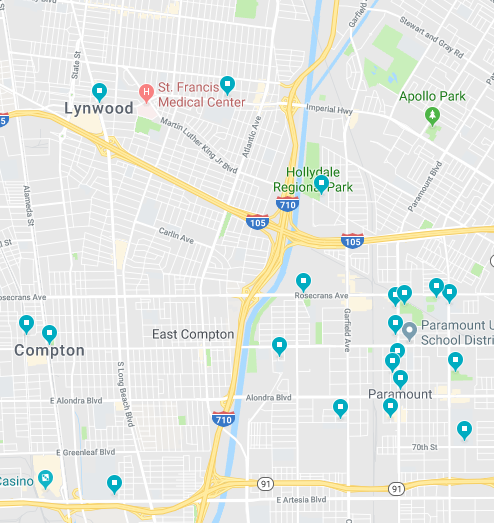 Garfield
Stewart and Gray Rd
State St
St. Francis
Medical Center
H
Lynwood
Imperial Hwy
Apollo Park
Atlantic Ave
Martin Luther King Jr Blvd
Paramount Blvd
Hollydale
Regional Park
Alameda St
710
105
105
Carlin Ave
Rosecrans Ave
Rosecrans Ave
Garfield Ave
East Compton
Paramount U
School Distri
Compton
S Long Beach Blvd
E Alondra Blvd
Alondra Blvd
Paramount
710
70th St
E Greenleaf Blvd
Casino
91
91
E Artesia Blvd